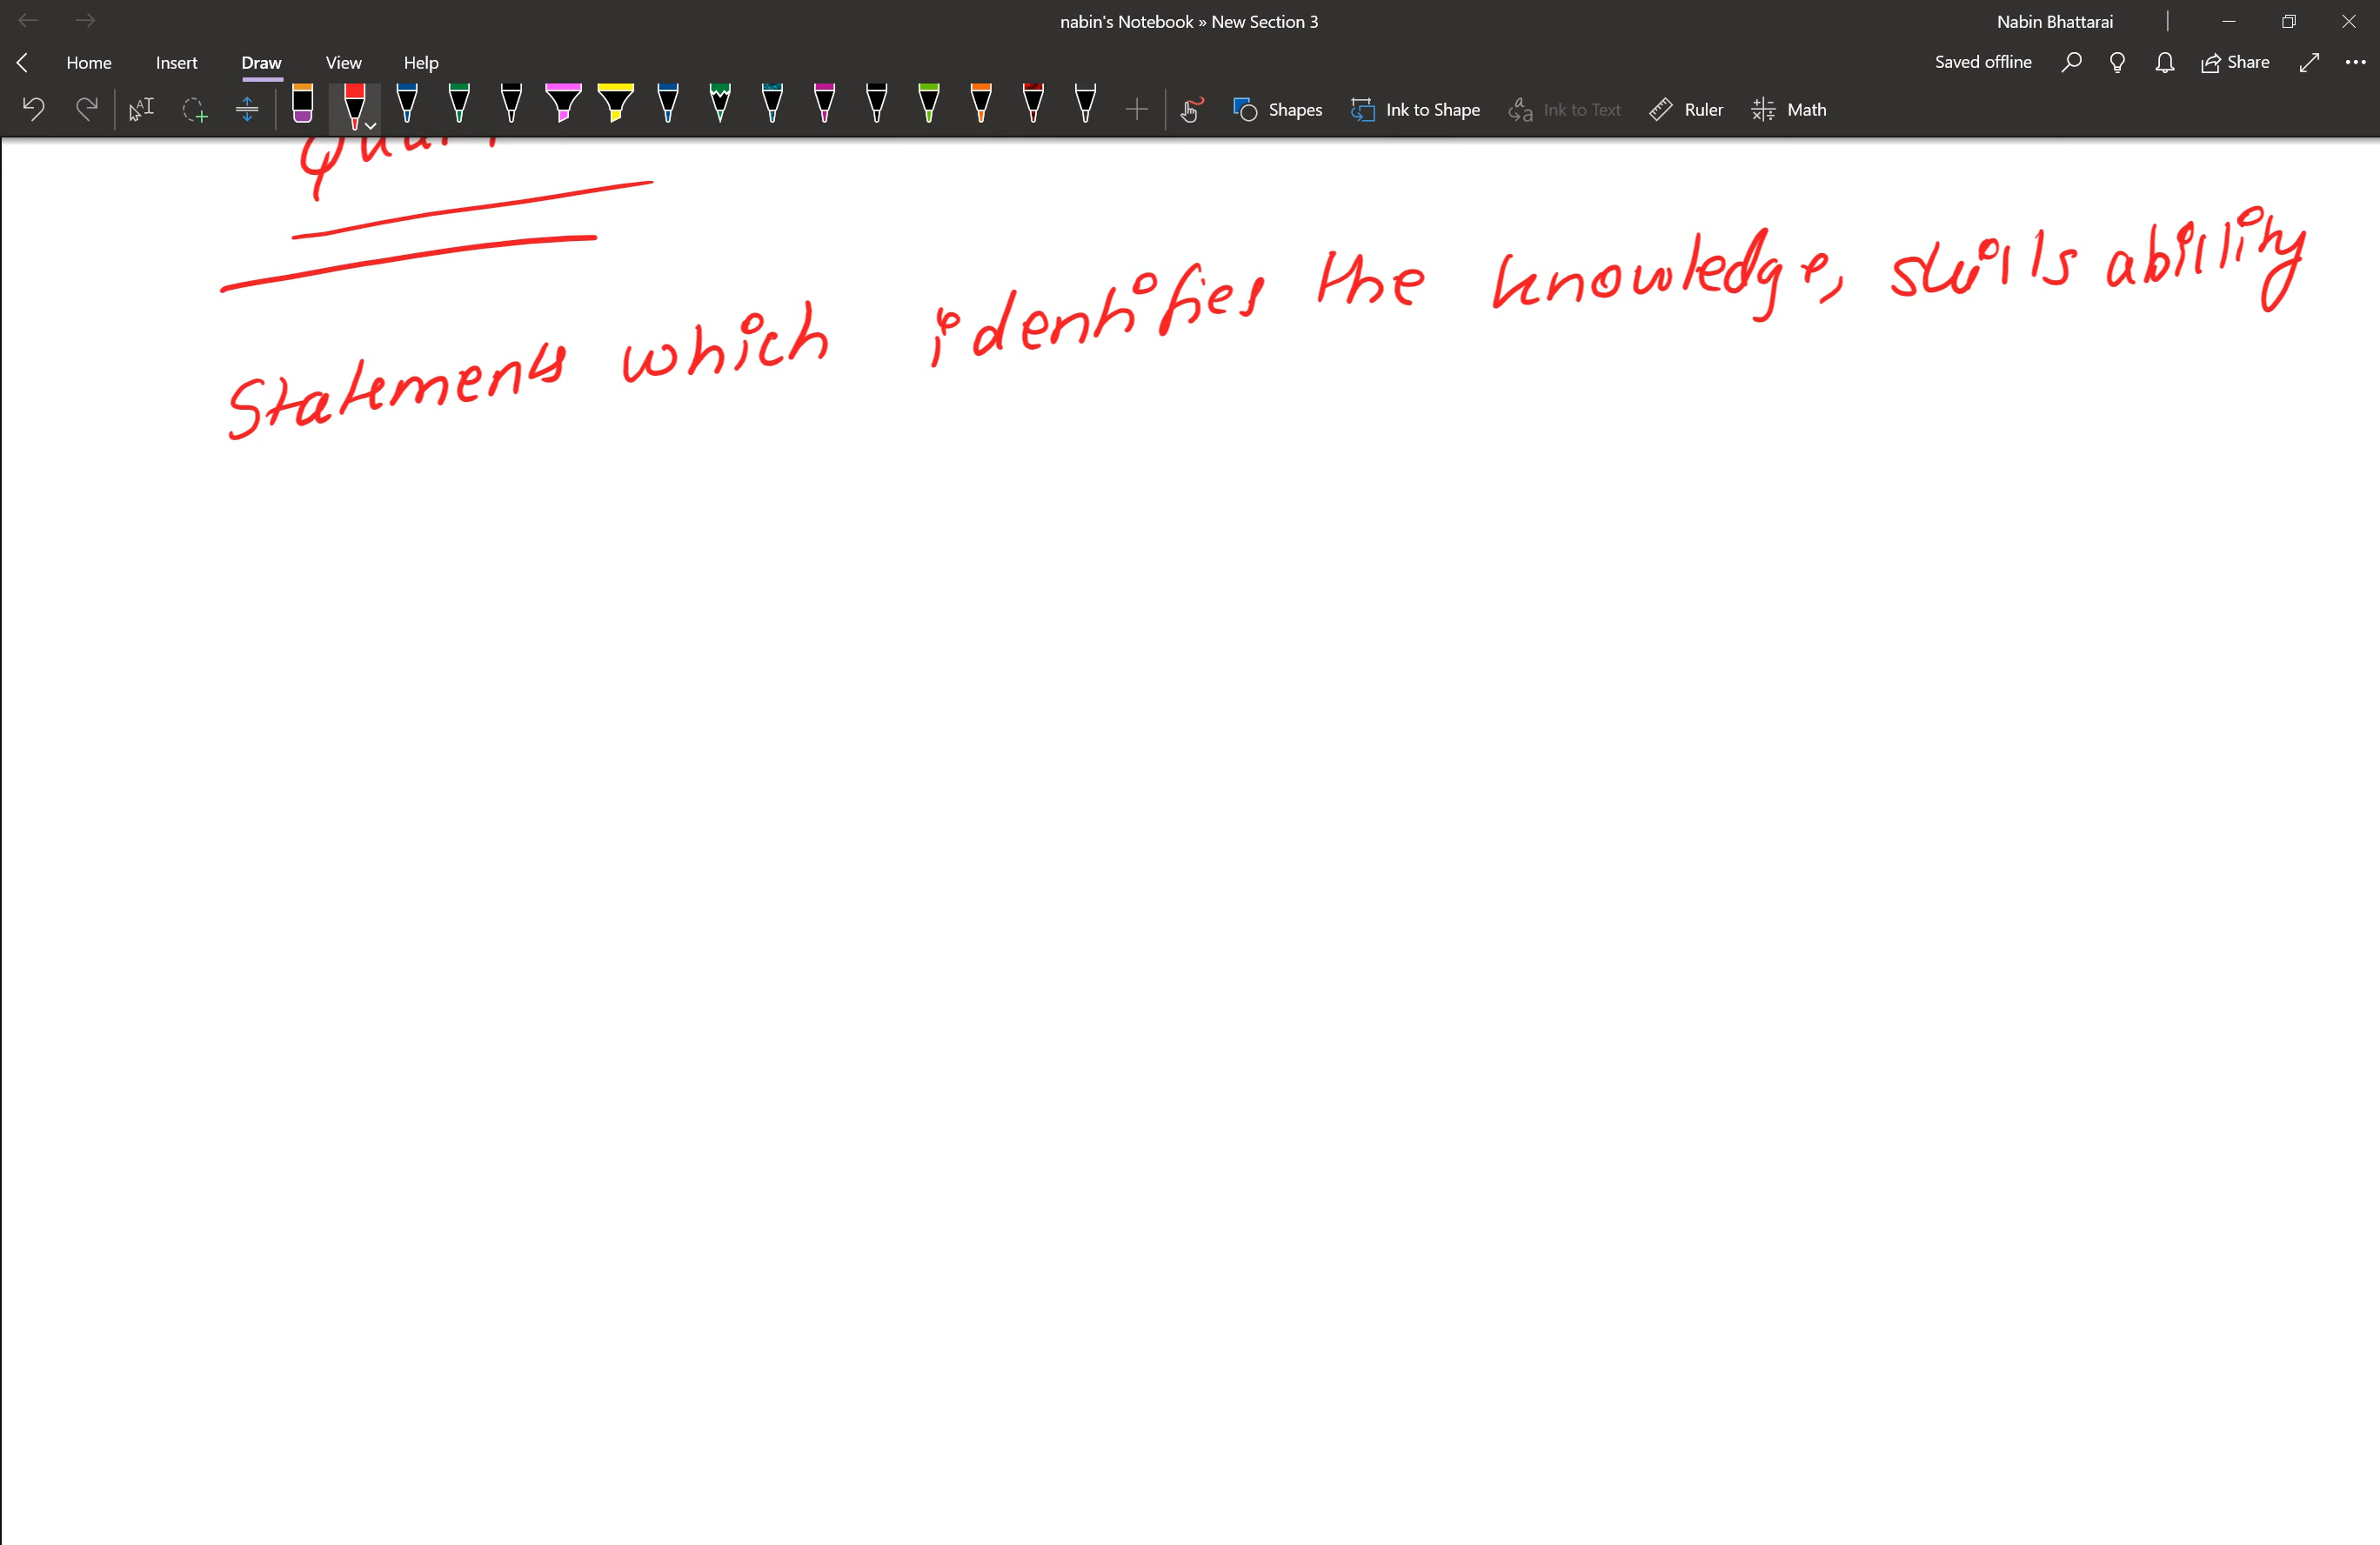 nabin's Notebook » New Section 3
Nabin Bhattarai
Home Insert Draw View Help
Saved offline Share
Shapes Ink to Shape Ink to Text Ruler Math
Statements which identifies the knowledge, skills ability